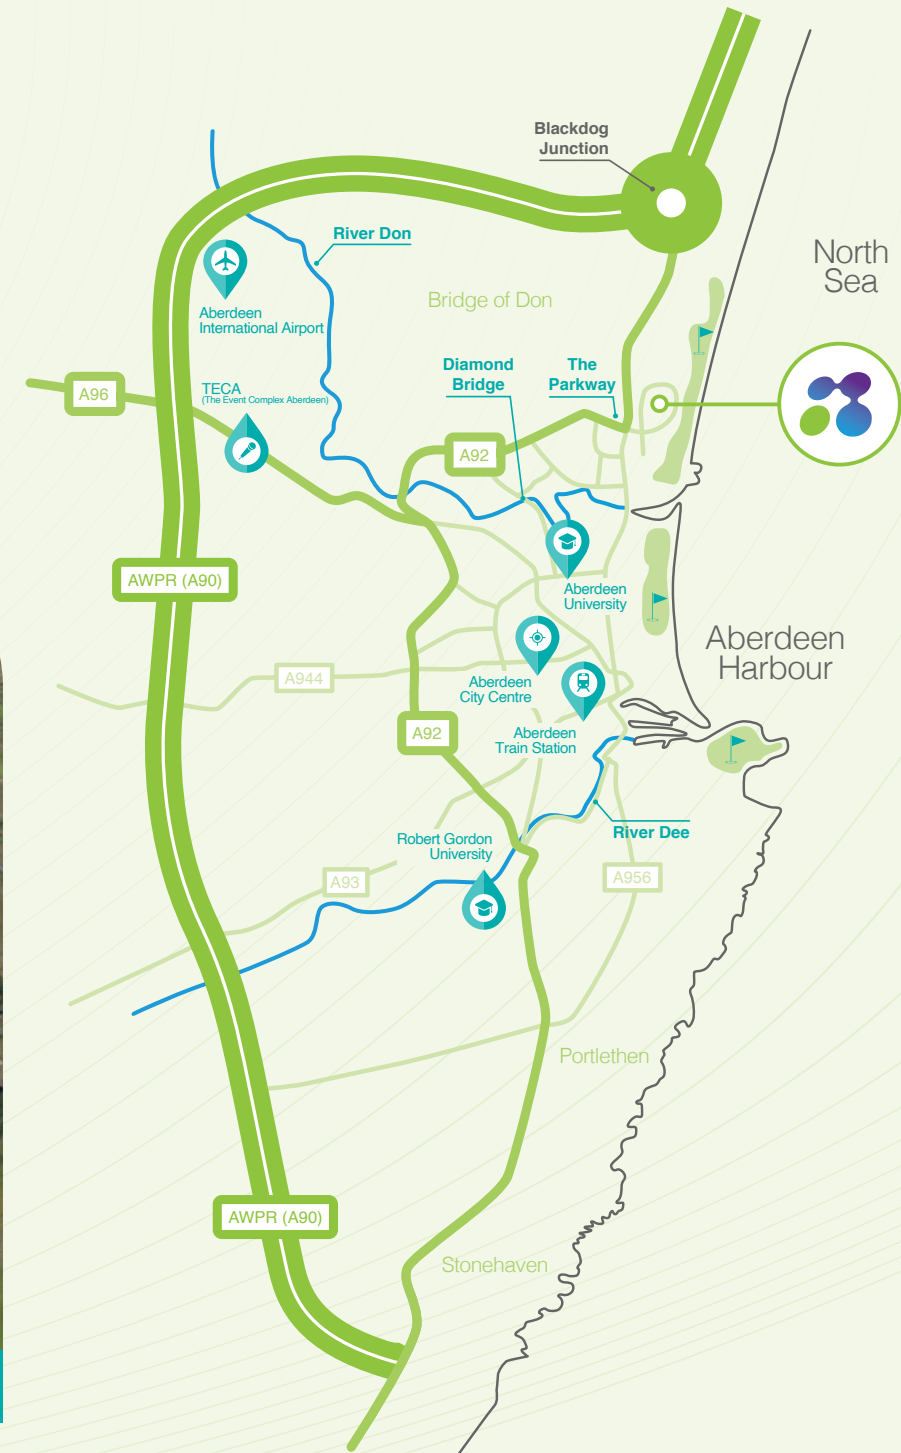 Blackdog
Junction
River Don
North
Sea
Bridge of Don
Aberdeen
International Airport
Diamond
Bridge
The
Parkway
A96
TECA
(The Event Complex Aberdeen)
A92
AWPR (A90)
Aberdeen
University
Aberdeen
Harbour
A944
Aberdeen
City Centre
A92
Aberdeen
Train Station
River Dee
Robert Gordon
University
A93
A956
Portlethen
AWPR (A90)
Stonehaven